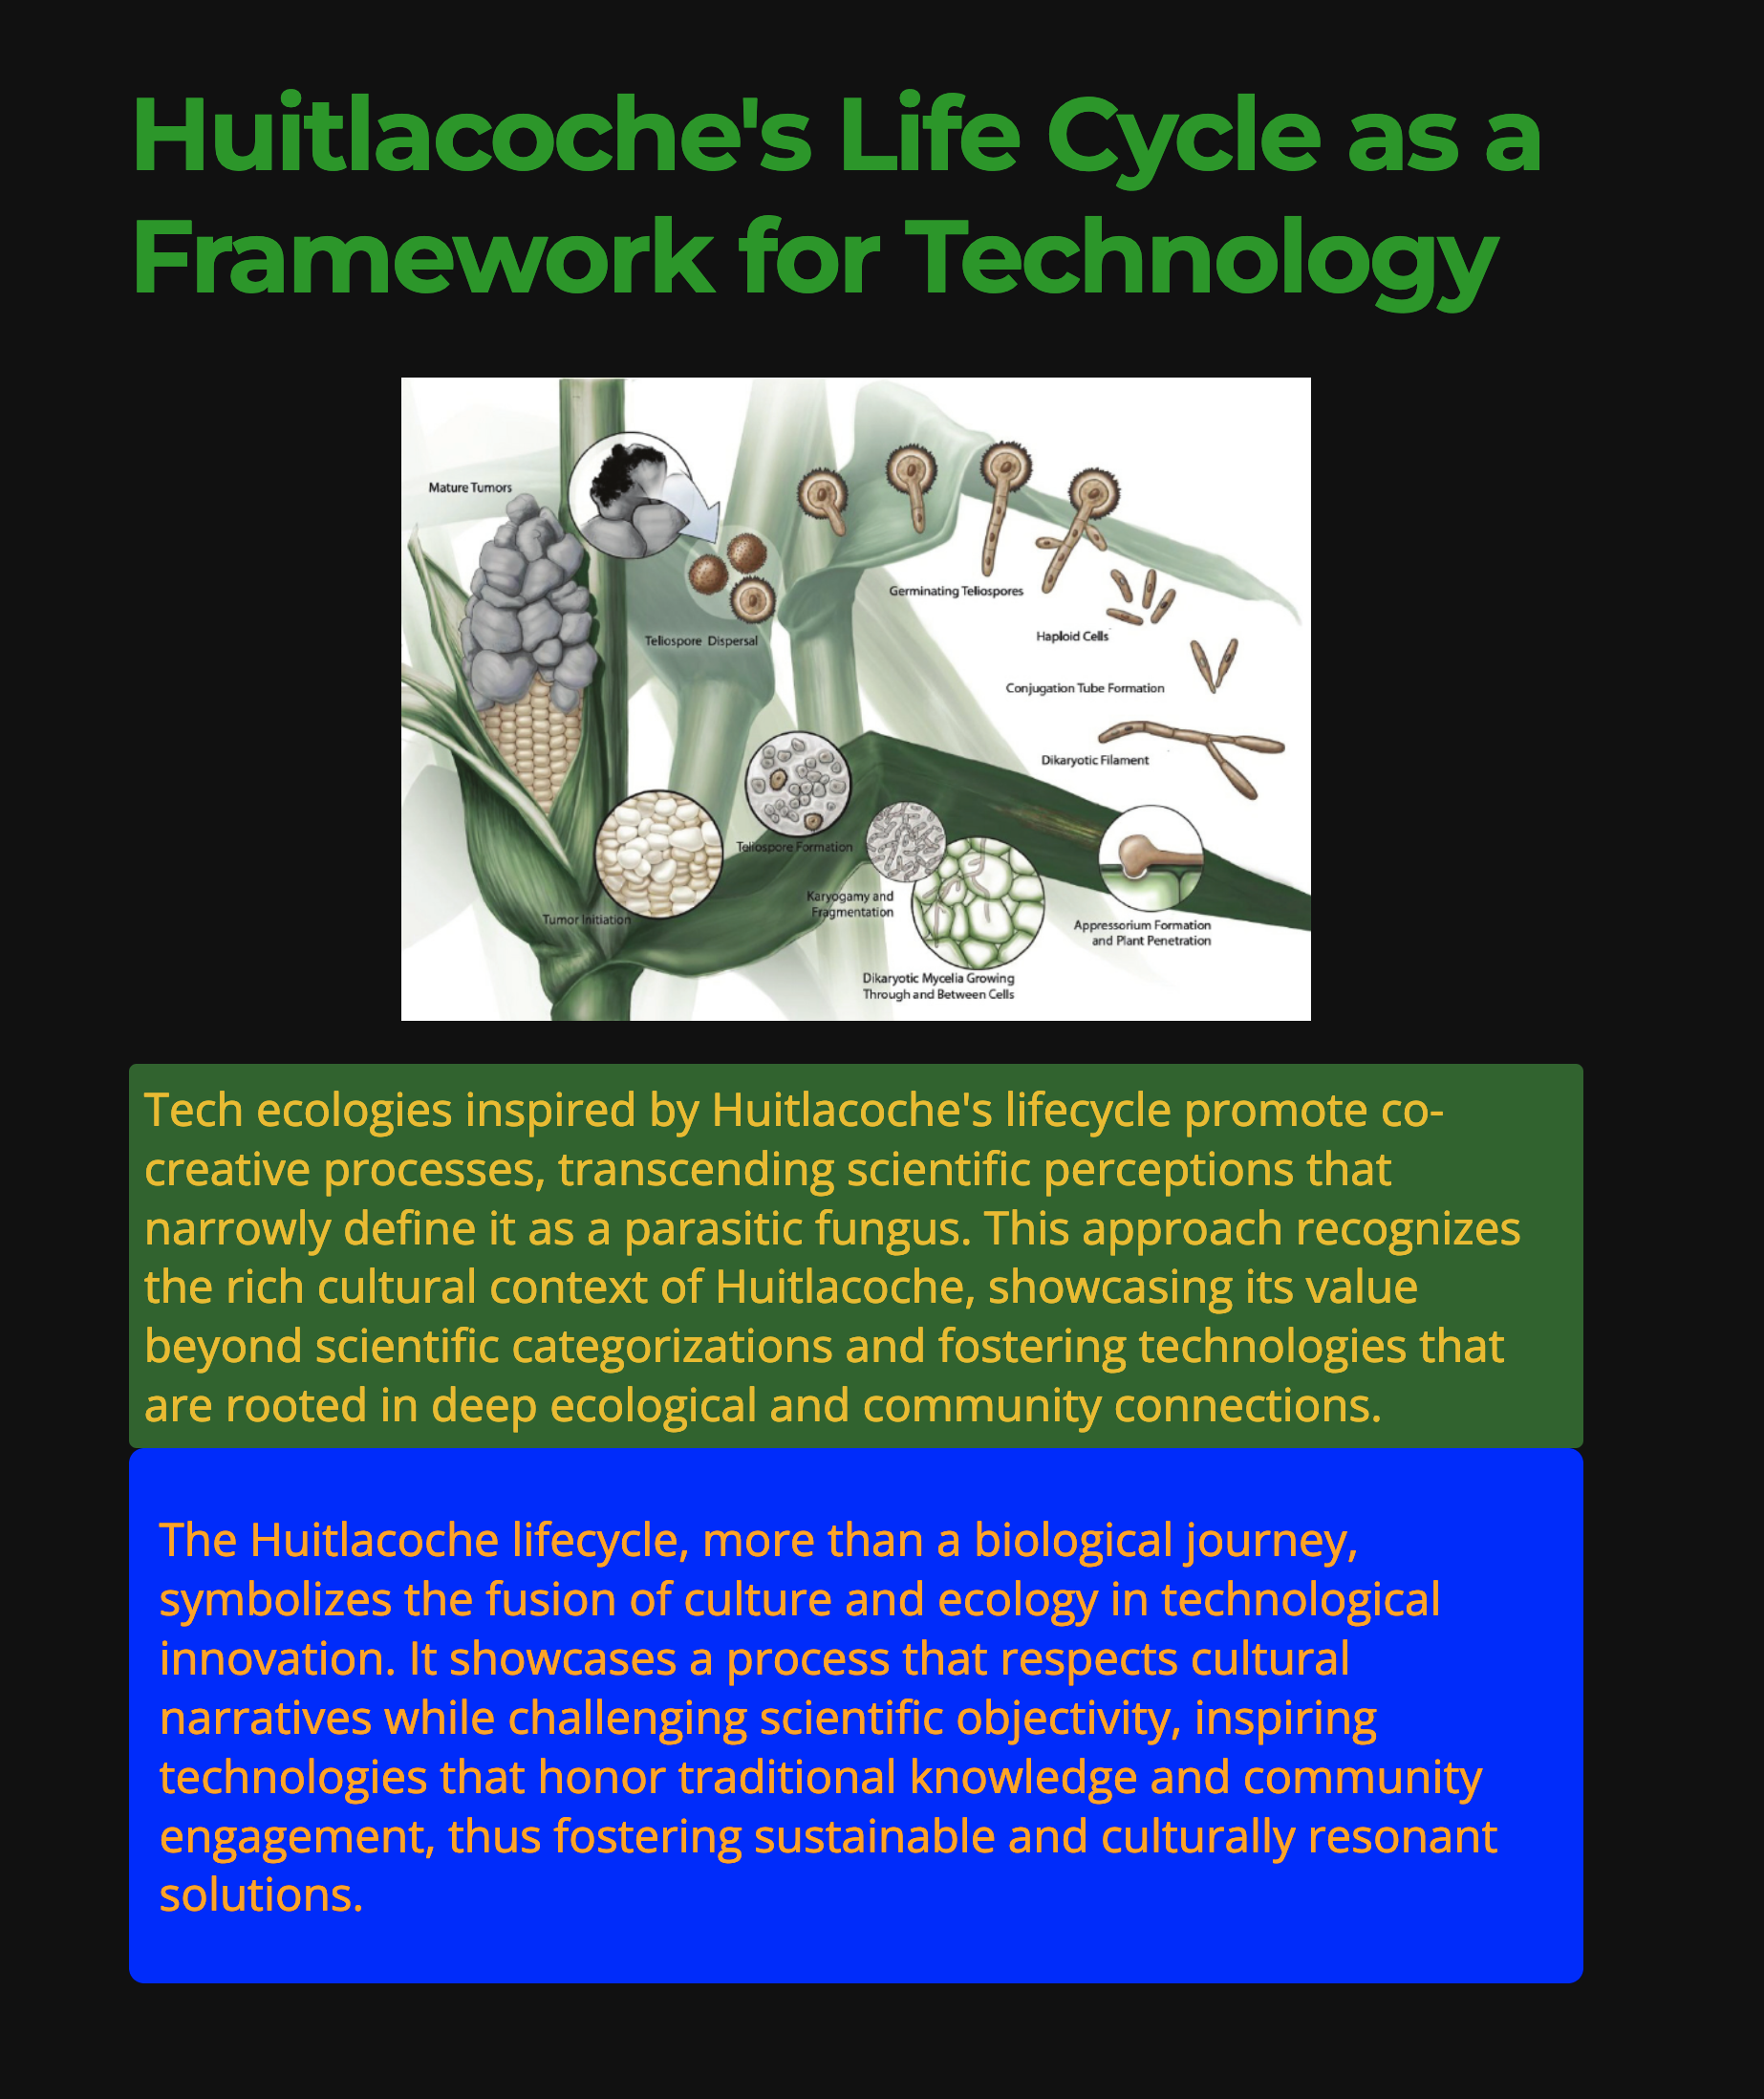 Huitlacoche's Life Cycle as a
Framework for Technology
Mature Tumors
Teliospore Dispersal
Germinating Teliospores
Haploid Cells
Conjugation Tube Formation
Dikaryotic Filament
Teliospore Formation
Karyogamy and
Fragmentation
Tumor Initiation
Appressorium Formation
and Plant Penetration
Dikaryotic Mycelia Growing
Through and Between Cells
Tech ecologies inspired by Huitlacoche's lifecycle promote co-
creative processes, transcending scientific perceptions that
narrowly define it as a parasitic fungus. This approach recognizes
the rich cultural context of Huitlacoche, showcasing its value
beyond scientific categorizations and fostering technologies that
are rooted in deep ecological and community connections.
The Huitlacoche lifecycle, more than a biological journey,
symbolizes the fusion of culture and ecology in technological
innovation. It showcases a process that respects cultural
narratives while challenging scientific objectivity, inspiring
technologies that honor traditional knowledge and community
engagement, thus fostering sustainable and culturally resonant
solutions.